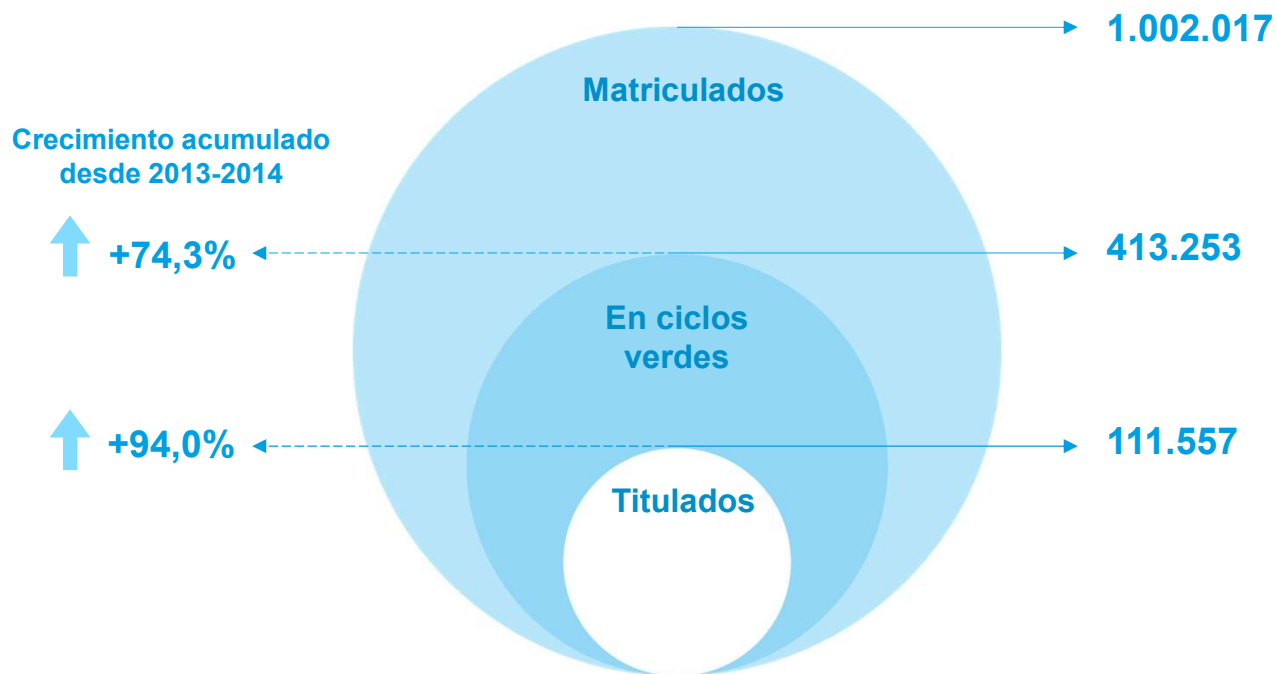 1.002.017
Matriculados
Crecimiento acumulado
desde 2013-2014
+74,3%
413.253
En ciclos
verdes
+94,0%
111.557
Titulados